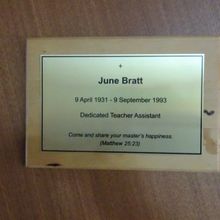 June Bratt
9 April 1931 - 9 September 1993
Dedicated Teacher Assistant
Come and share your master's happiness.
(Matthew 25:23)